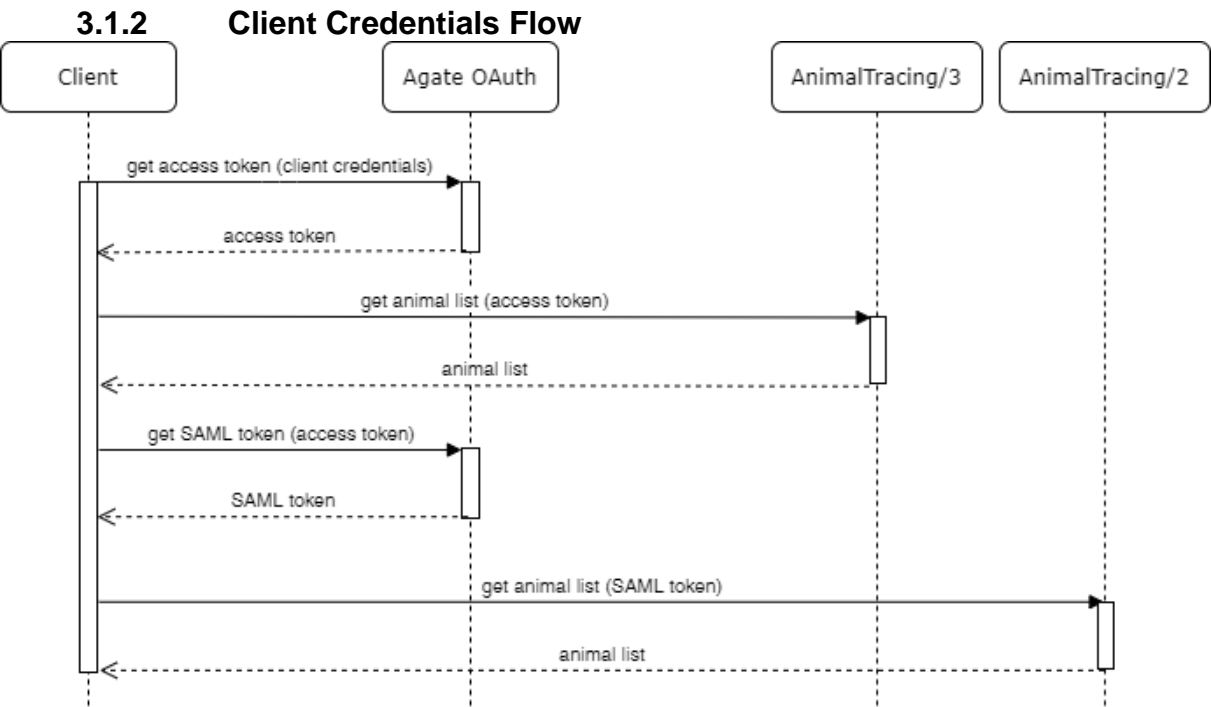 3.1.2 Client Credentials Flow
Client
Agate OAuth
AnimalTracing/3
AnimalTracing/2
get access token (client credentials)
access token
get animal list (access token)
animal list
get SAML token (access token)
SAML token
get animal list (SAML token)
animal list